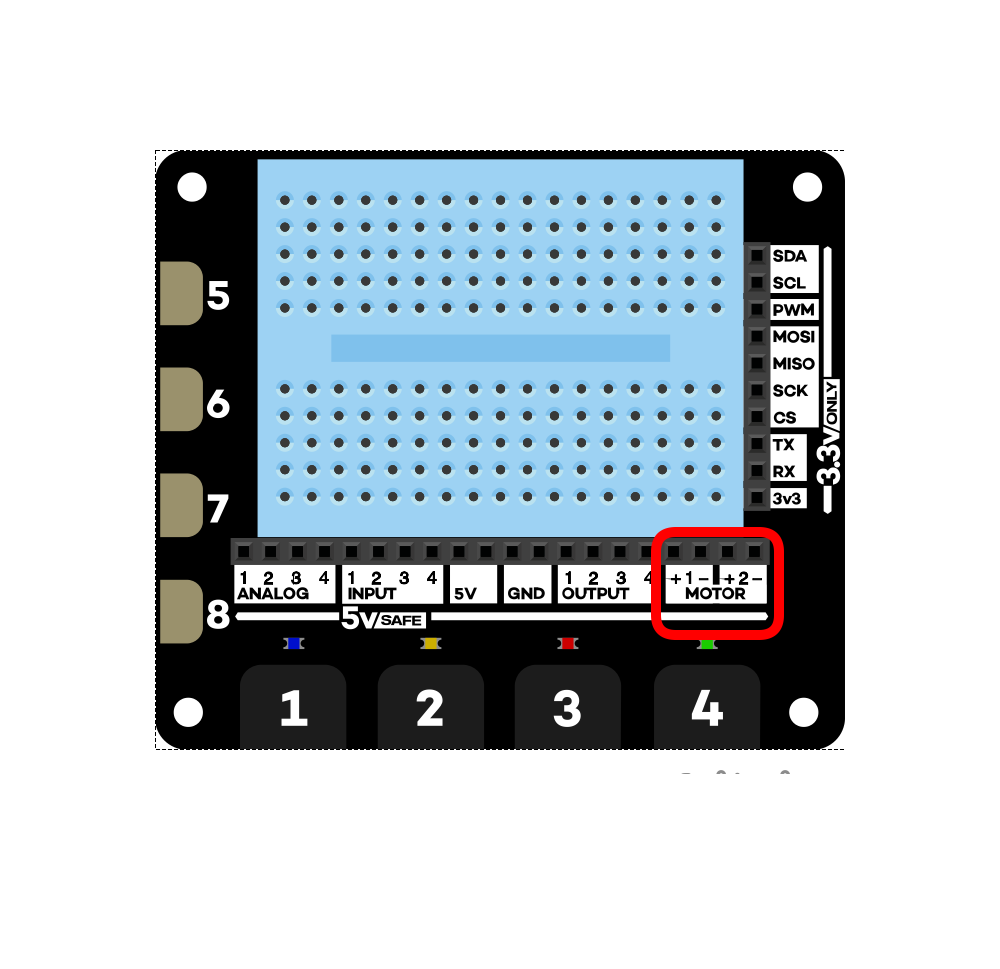 5
6
7
8
SDA
SCL
PWM
MOSI
MISO
SCK
CS
TX
RX
3v3
3.3v/ONLY
1 2 3 4
ANALOG
1 2 3 4
INPUT
5V
GND
1 2 3 4
OUTPUT
+1- +2-
MOTOR
5v/SAFE
1
2
3
4